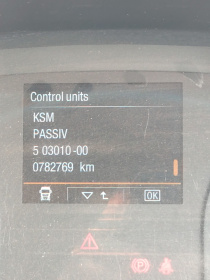 Control units
KSM
PASSIV
5 03010-00
0782769 km
OK